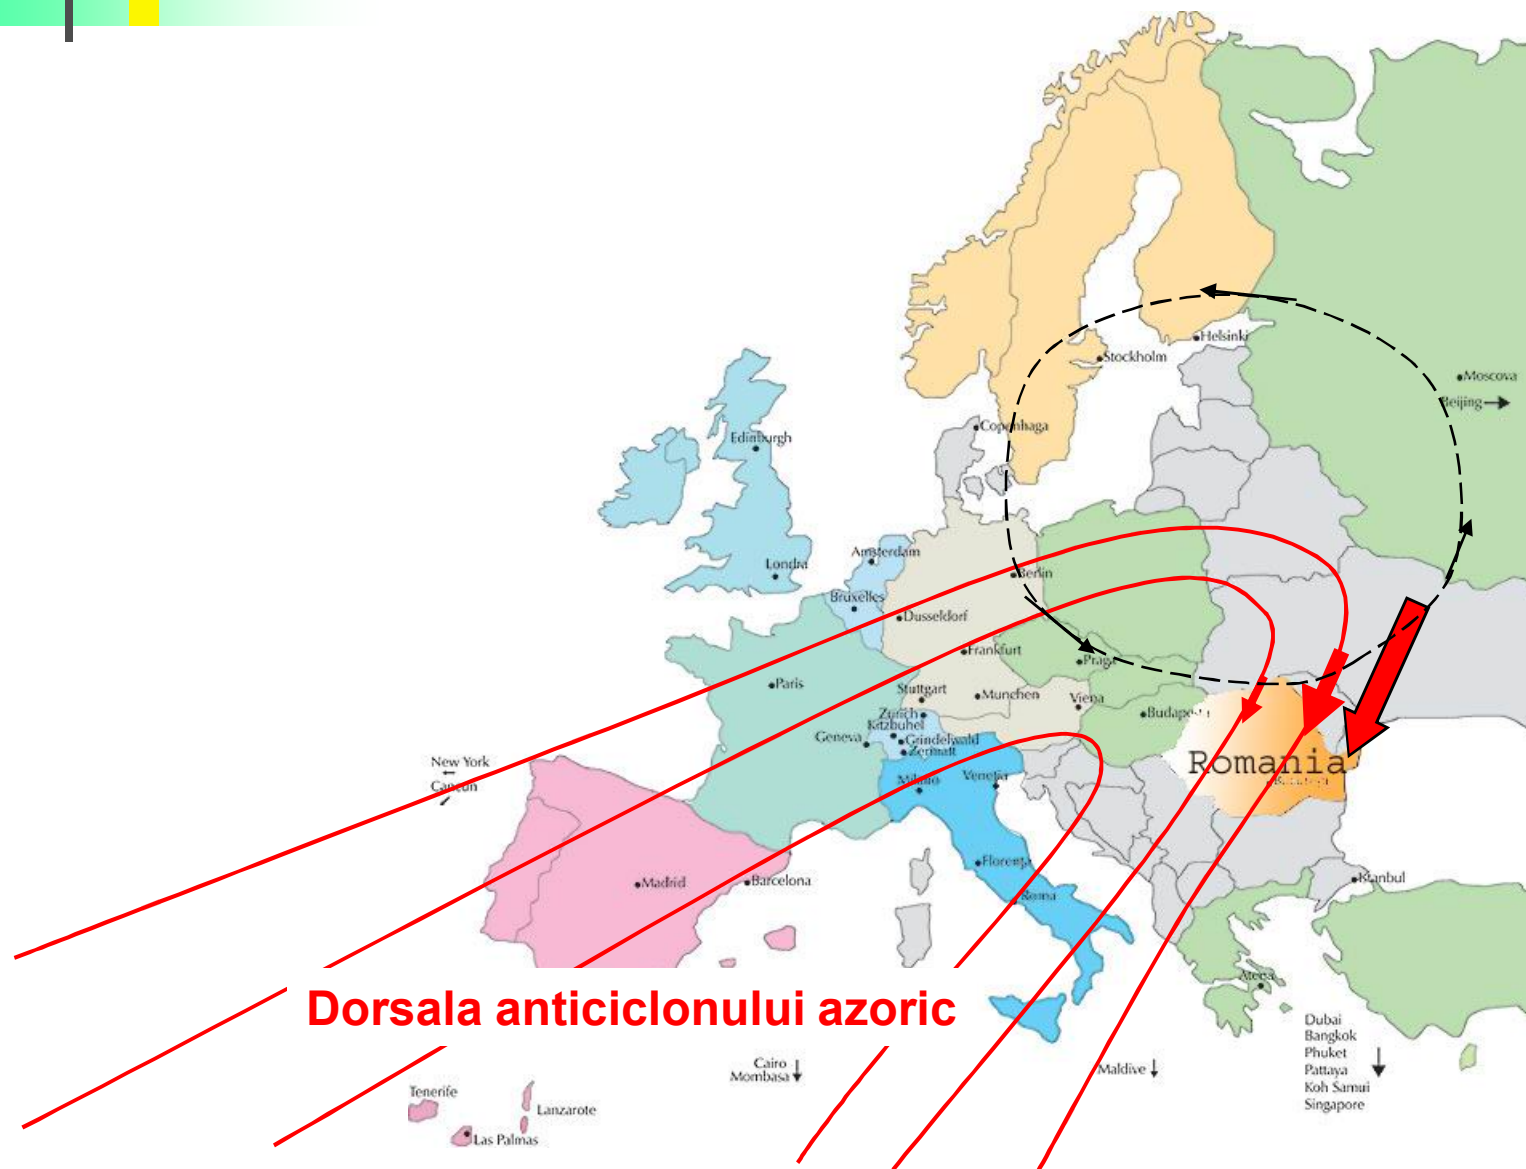 Helsinki
Stockholm
Moscova
Beijing
Copenhaga
Edinburgh
Amsterdam
Londra
Berlin
Bruxelles
Dusseldorf
Frankfurt
Praga
Paris
Stuttgart
Munchen
Viena
Zurich
Kitzbuhel
Geneva
Grindelwald
Zermatt
Romania
New York
Cancun
Milano
Venetia
Florenţa
Madrid
Barcelona
Roma
Istanbul
Atena
Dorsala anticiclonului azoric
Cairo
Mombasa
Maldive
Dubai
Bangkok
Phuket
Pattaya
Koh Samui
Singapore
Tenerife
Lanzarote
Las Palmas